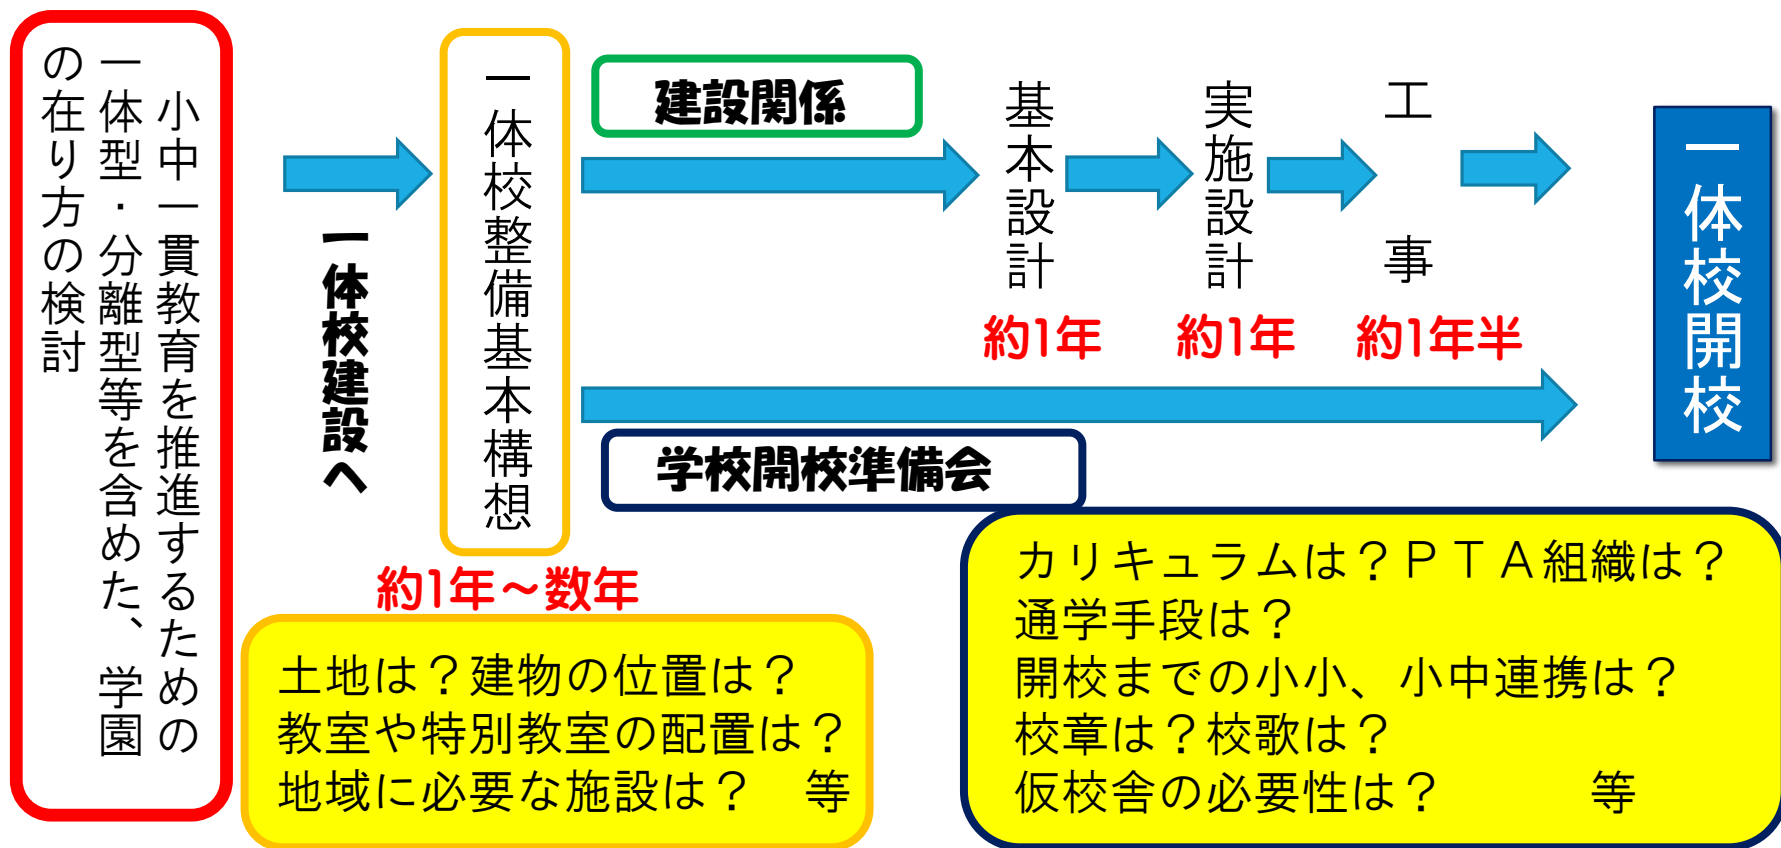 小中一貫教育を推進するための
一体型・分離型等を含めた、学園
の在り方の検討
一体校建設へ
一体校整備基本構想
約1年～数年
土地は？建物の位置は？
教室や特別教室の配置は？
地域に必要な施設は？　等
建設関係
基本設計
約1年
実施設計
約1年
工事
約1年半
学校開校準備会
カリキュラムは？ＰＴＡ組織は？
通学手段は？
開校までの小小、小中連携は？
校章は？校歌は？
仮校舎の必要性は？　　　等
一体校開校